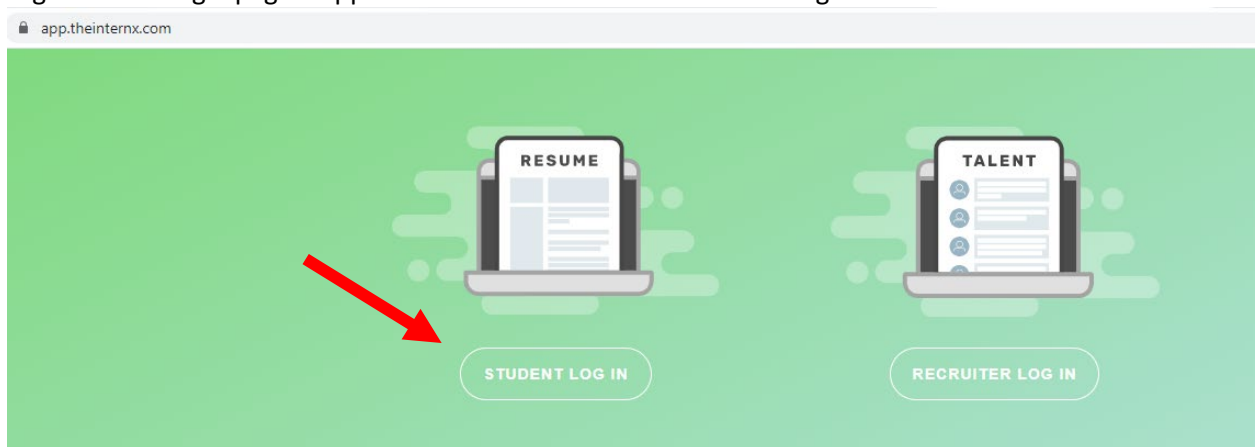 app.theinternx.com
RESUME
TALENT
STUDENT LOG IN
RECRUITER LOG IN